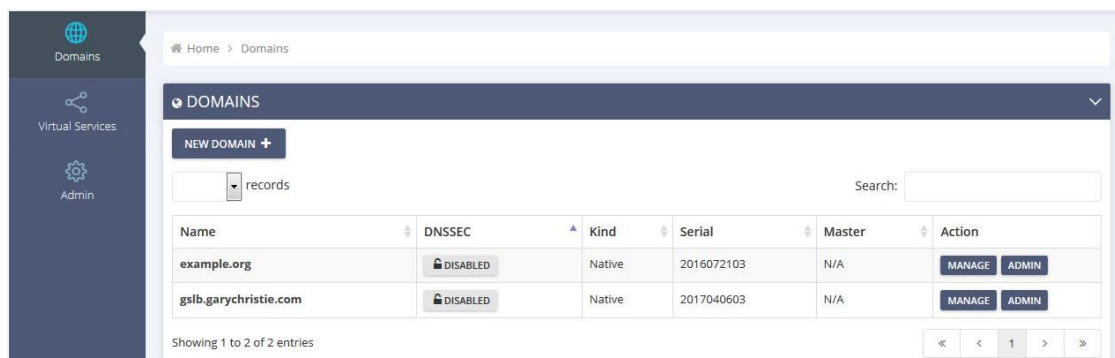 Domains
Virtual Services
Admin
Home > Domains
DOMAINS
NEW DOMAIN +
records
Search:
Name DNSSEC Kind Serial Master Action
example.org DISABLED Native 2016072103 N/A MANAGE ADMIN
gslb.garychristie.com DISABLED Native 2017040603 N/A MANAGE ADMIN
Showing 1 to 2 of 2 entries
« < 1 > »